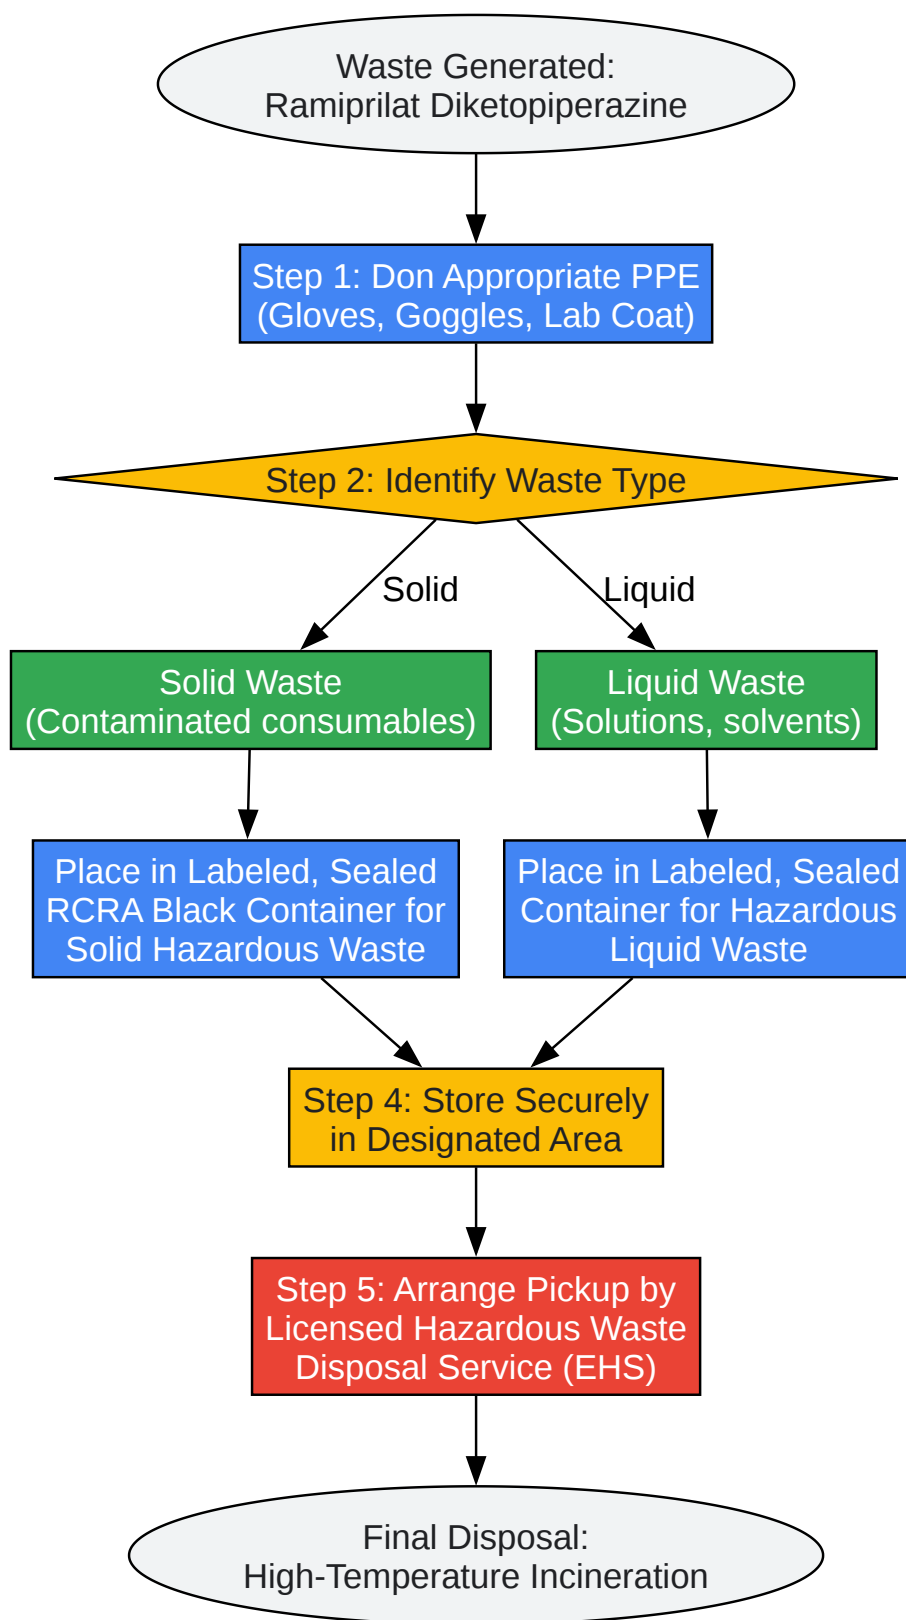 Waste Generated:
Ramiprilat Diketopiperazine
Step 1: Don Appropriate PPE
(Gloves, Goggles, Lab Coat)
Step 2: Identify Waste Type
Solid
Liquid
Solid Waste
(Contaminated consumables)
Liquid Waste
(Solutions, solvents)
Place in Labeled, Sealed
RCRA Black Container for
Solid Hazardous Waste
Place in Labeled, Sealed
Container for Hazardous
Liquid Waste
Step 4: Store Securely
in Designated Area
Step 5: Arrange Pickup by
Licensed Hazardous Waste
Disposal Service (EHS)
Final Disposal:
High-Temperature Incineration